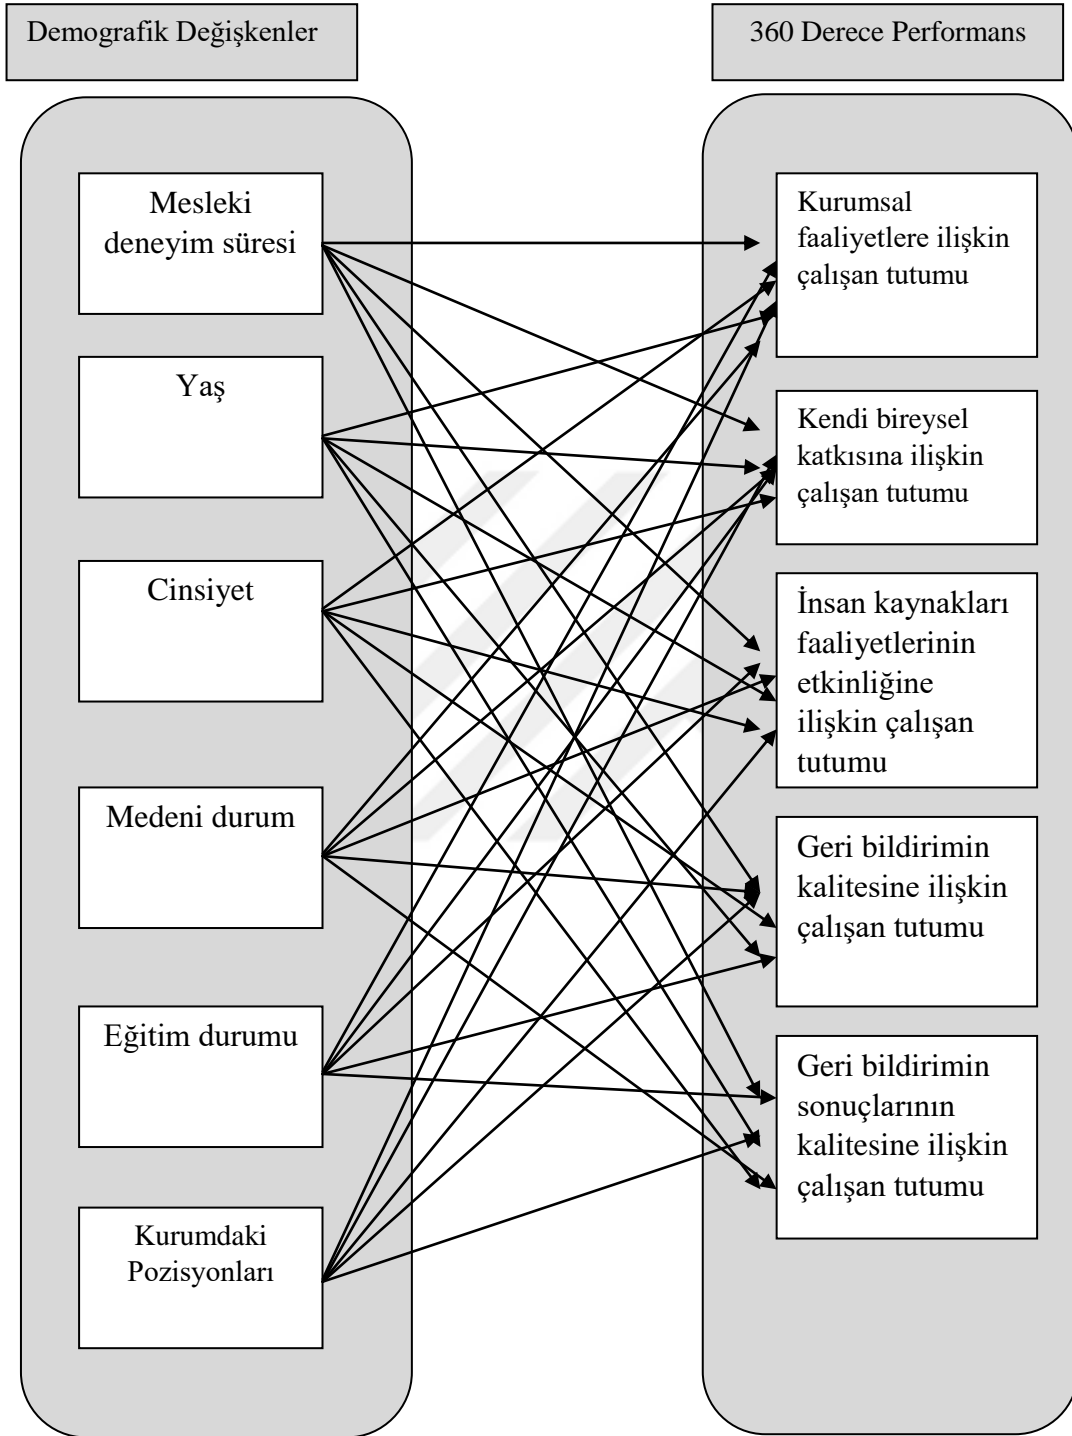 Demografik Değişkenler
360 Derece Performans
Mesleki
deneyim süresi
Yaş
Cinsiyet
Medeni durum
Eğitim durumu
Kurumdaki
Pozisyonları
Kurumsal
faaliyetlere ilişkin
çalışan tutumu
Kendi bireysel
katkısına ilişkin
çalışan tutumu
İnsan kaynakları
faaliyetlerinin
etkinliğine
ilişkin çalışan
tutumu
Geri bildirimin
kalitesine ilişkin
çalışan tutumu
Geri bildirimin
sonuçlarının
kalitesine ilişkin
çalışan tutumu